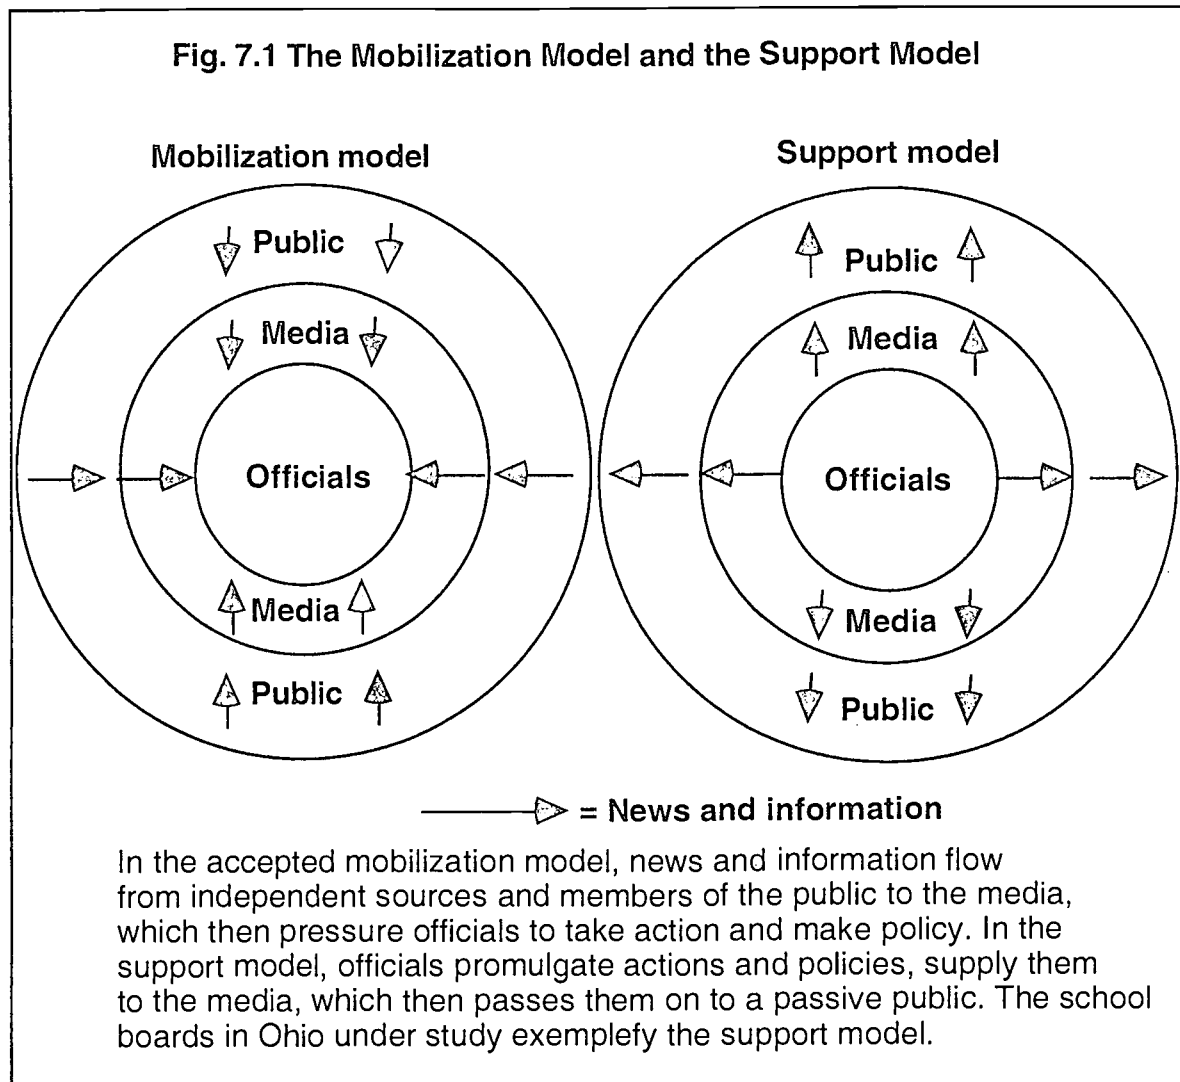 Fig. 7.1 The Mobilization Model and the Support Model
Mobilization model
Support model
Public
Media
Officials
Media
Public
Public
Media
Officials
Media
Public
= News and information
In the accepted mobilization model, news and information flow
from independent sources and members of the public to the media,
which then pressure officials to take action and make policy. In the
support model, officials promulgate actions and policies, supply them
to the media, which then passes them on to a passive public. The school
boards in Ohio under study exemplefy the support model.